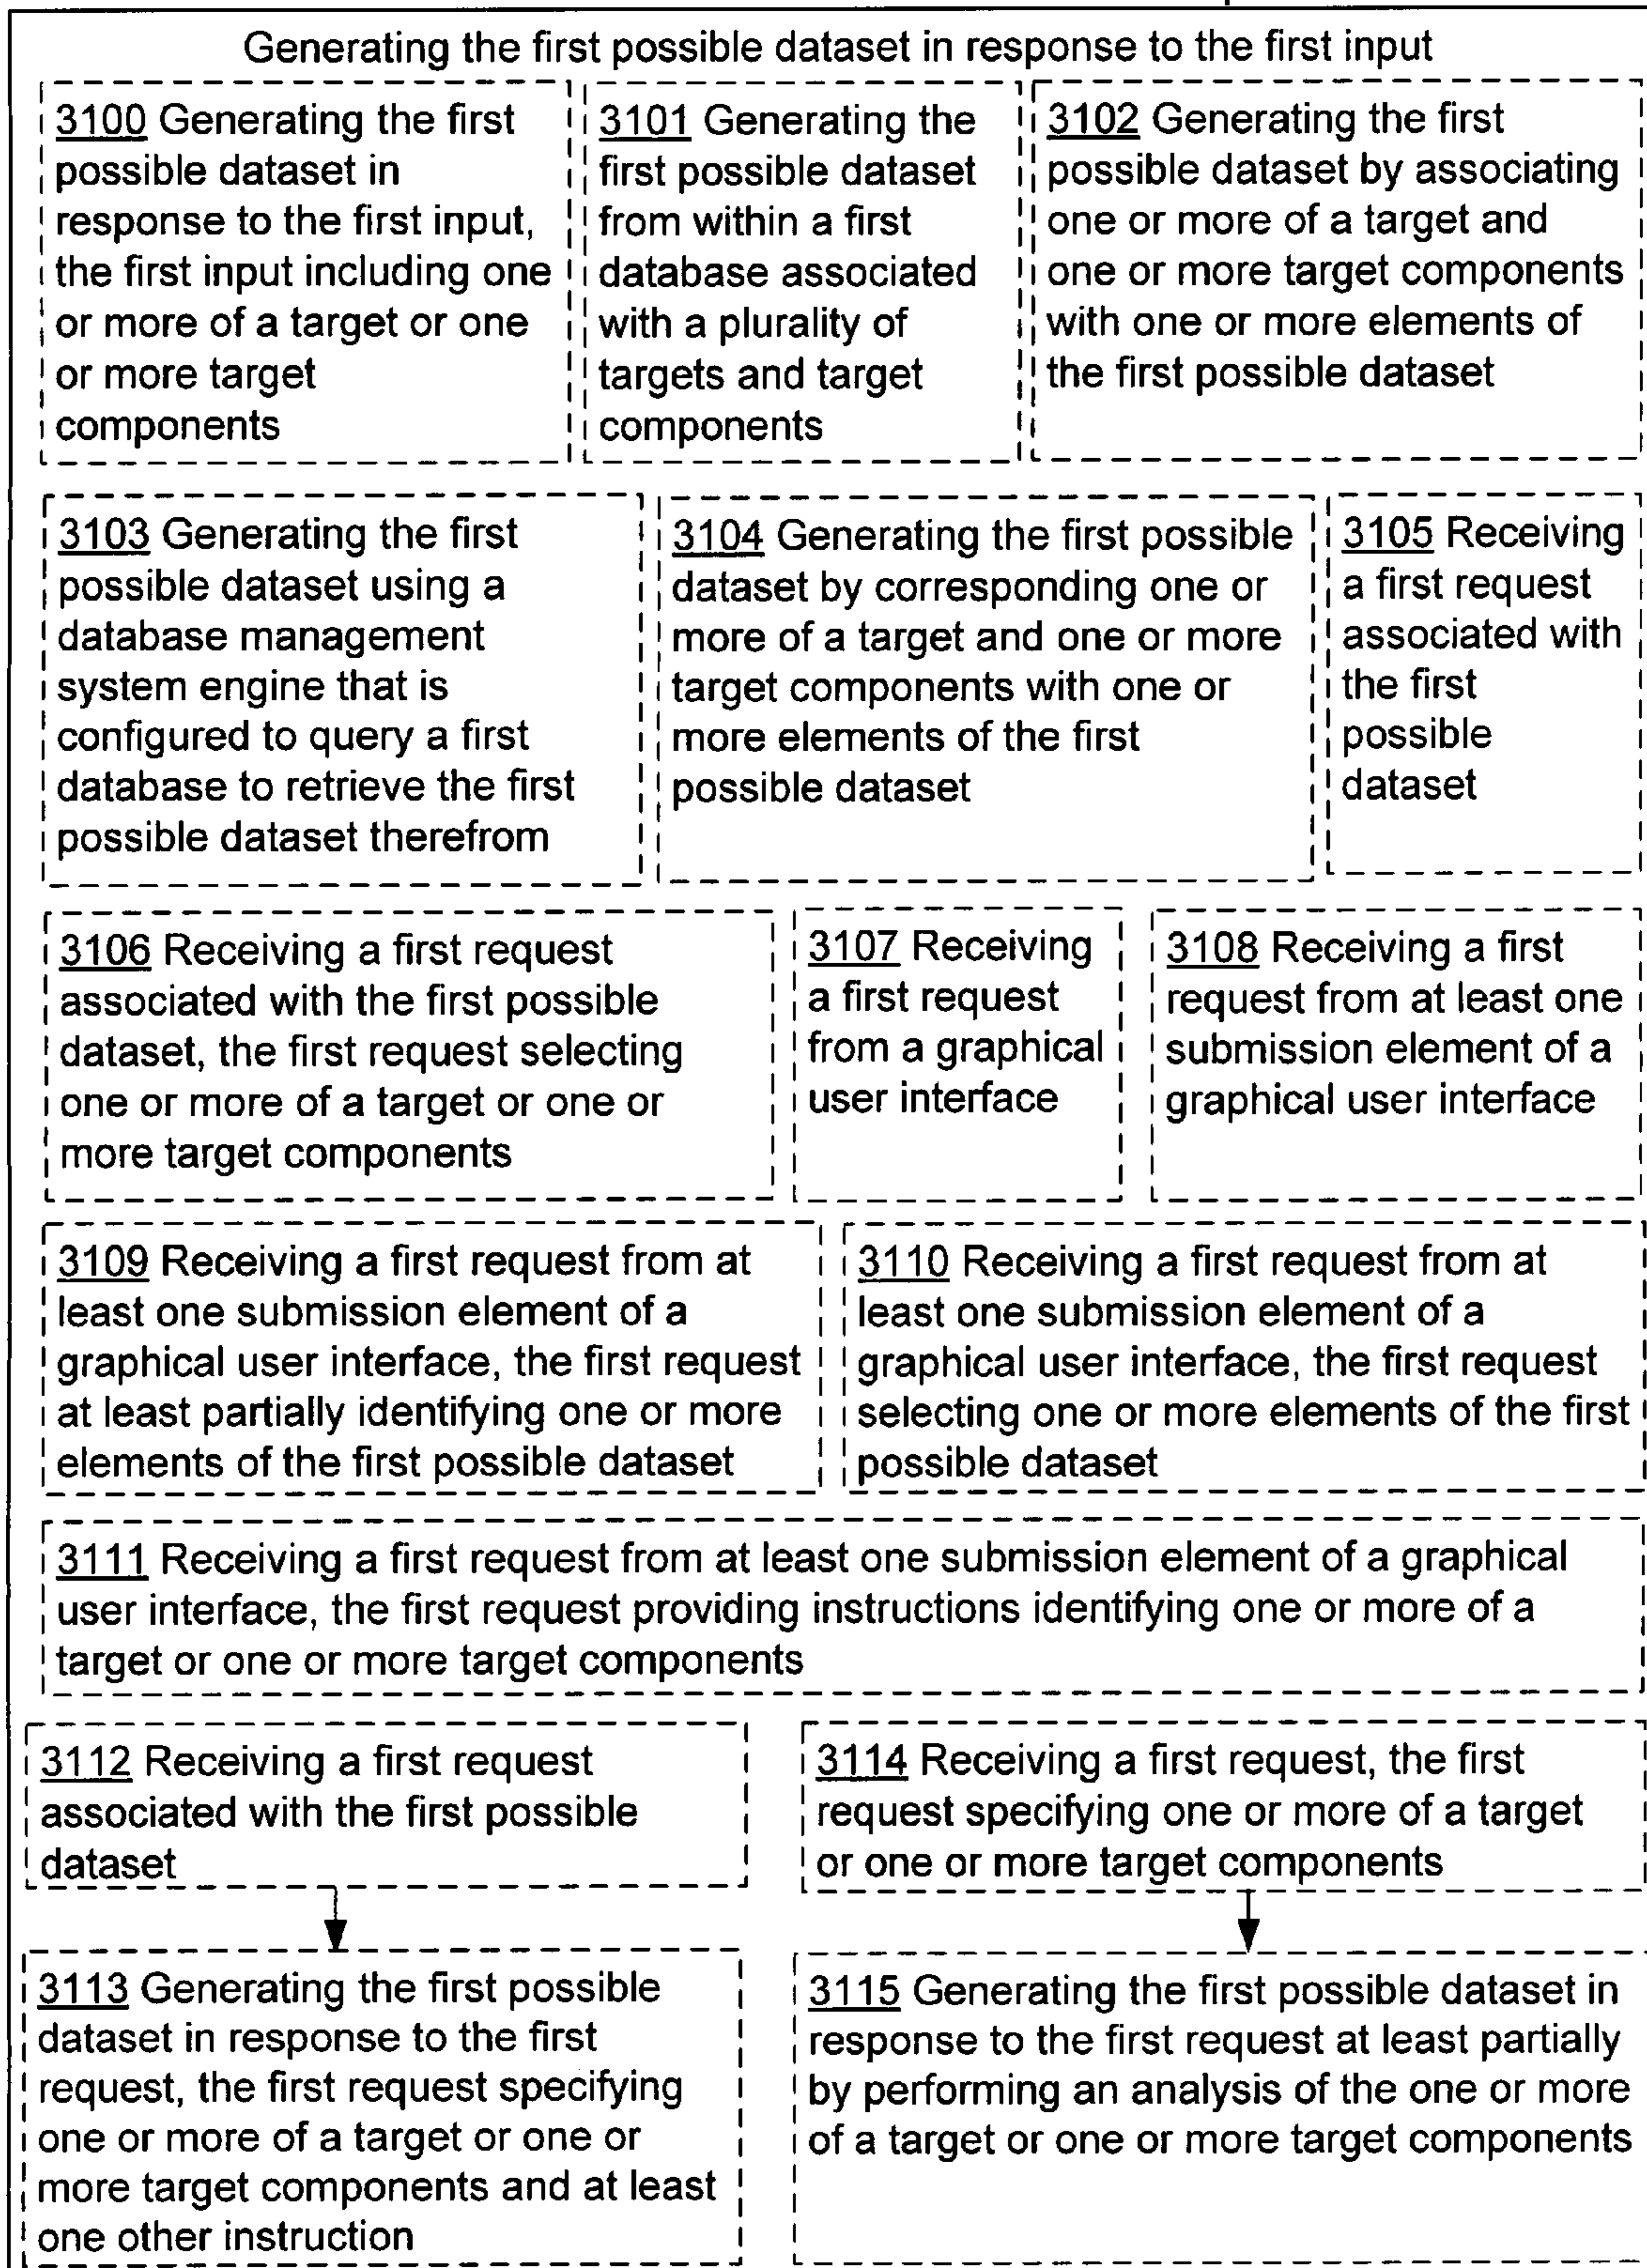 Generating the first possible dataset in response to the first input
3100 Generating the first
possible dataset in
response to the first input,
the first input including one
or more of a target or one
or more target
components
3101 Generating the
first possible dataset
from within a first
database associated
with a plurality of
targets and target
components
3102 Generating the first
possible dataset by associating
one or more of a target and
one or more target components
with one or more elements of
the first possible dataset
3103 Generating the first
possible dataset using a
database management
system engine that is
configured to query a first
database to retrieve the first
possible dataset therefrom
3104 Generating the first possible
dataset by corresponding one or
more of a target and one or more
target components with one or
more elements of the first
possible dataset
3105 Receiving
a first request
associated with
the first
possible
dataset
3106 Receiving a first request
associated with the first possible
dataset, the first request selecting
one or more of a target or one or
more target components
3107 Receiving
a first request
from a graphical
user interface
3108 Receiving a first
request from at least one
submission element of a
graphical user interface
3109 Receiving a first request from at
least one submission element of a
graphical user interface, the first request
at least partially identifying one or more
elements of the first possible dataset
3110 Receiving a first request from at
least one submission element of a
graphical user interface, the first request
selecting one or more elements of the first
possible dataset
3111 Receiving a first request from at least one submission element of a graphical
user interface, the first request providing instructions identifying one or more of a
target or one or more target components
3112 Receiving a first request
associated with the first possible
dataset
3114 Receiving a first request, the first
request specifying one or more of a target
or one or more target components
3113 Generating the first possible
dataset in response to the first
request, the first request specifying
one or more of a target or one or
more target components and at least
one other instruction
3115 Generating the first possible dataset in
response to the first request at least partially
by performing an analysis of the one or more
of a target or one or more target components